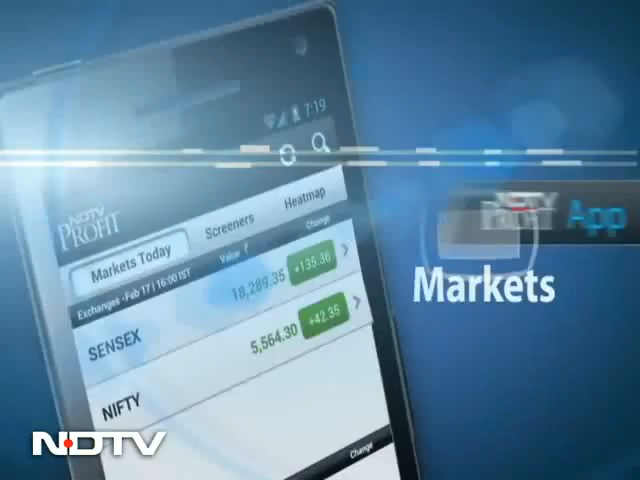 7:19
NDTV
PROFIT
Markets Today
Screeners
Heatmap
Exchanges -Feb 17 | 16:00 IST
Value ₹
Change
SENSEX
18,289.35
+135.36
NIFTY
5,564.30
+42.35
Change
NDTV
App
Markets
NDTV